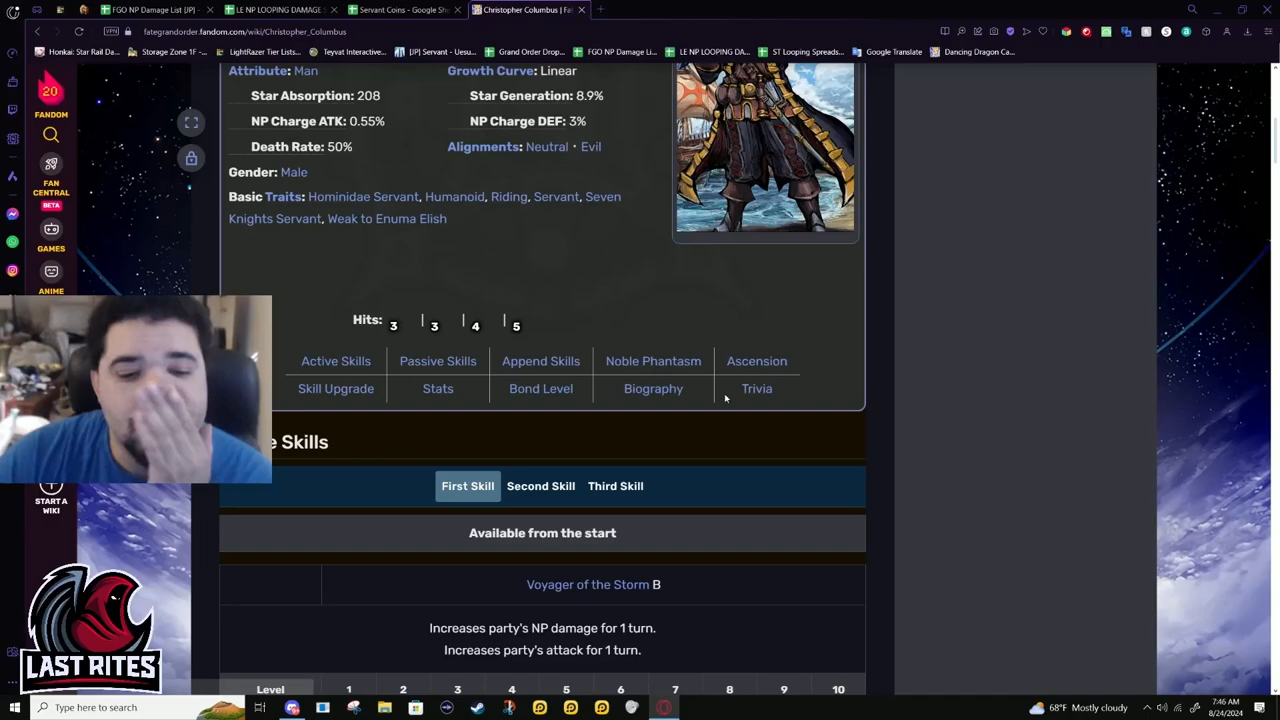 FGO NP Damage List (JP) -
LE NP LOOPING DAMAGE
Servant Coins - Google Sh
Christopher Columbus | Fa
VPN
fategrandorder.fandom.com/wiki/Christopher_Columbus
Honkai: Star Rail Da...
Storage Zone 1F -...
LightRazer Tier Lists...
Teyvat Interactive...
[JP] Servant - Uesu...
Grand Order Drop...
FGO NP Damage Li...
LE NP LOOPING DA...
ST Looping Spreads...
Google Translate
Dancing Dragon Ca...
20
FANDOM
FAN
CENTRAL
BETA
GAMES
ANIME
START A
WIKI
Attribute: Man
Growth Curve: Linear
Star Absorption: 208
Star Generation: 8.9%
NP Charge ATK: 0.55%
NP Charge DEF: 3%
Death Rate: 50%
Alignments: Neutral · Evil
Gender: Male
Basic Traits: Hominidae Servant, Humanoid, Riding, Servant, Seven
Knights Servant, Weak to Enuma Elish
Hits: 3 | 3 | 4 | 5
Active Skills
Passive Skills
Append Skills
Noble Phantasm
Ascension
Skill Upgrade
Stats
Bond Level
Biography
Trivia
e Skills
First Skill
Second Skill
Third Skill
Available from the start
Voyager of the Storm B
Increases party's NP damage for 1 turn.
Increases party's attack for 1 turn.
Level 1 2 3 4 5 6 7 8 9 10
LAST RITES
Type here to search
68°F Mostly cloudy
7:46 AM
8/24/2024